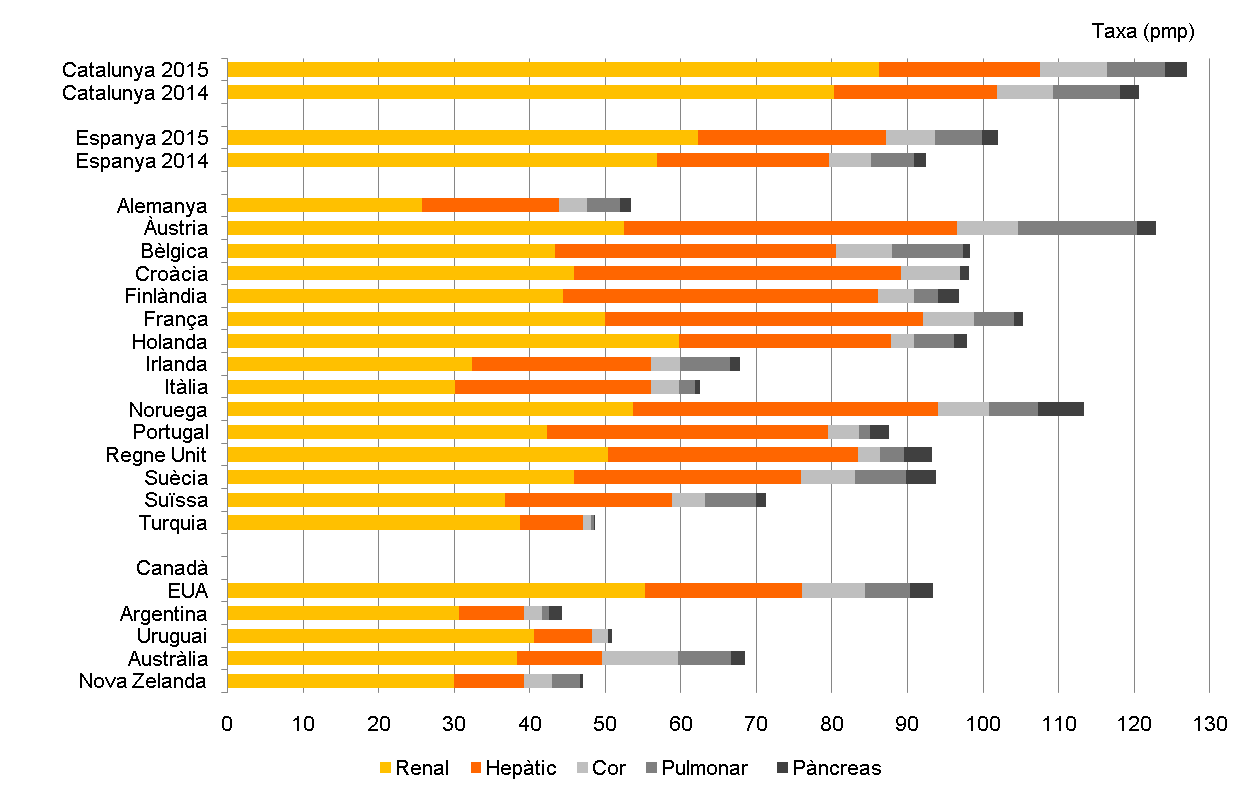 Taxa (pmp)
Catalunya 2015
Catalunya 2014
Espanya 2015
Espanya 2014
Alemanya
Àustria
Bèlgica
Croàcia
Finlàndia
França
Holanda
Irlanda
Itàlia
Noruega
Portugal
Regne Unit
Suècia
Suïssa
Turquia
Canadà
EUA
Argentina
Uruguai
Austràlia
Nova Zelanda
0 10 20 30 40 50 60 70 80 90 100 110 120 130
Renal Hepàtic Cor Pulmonar Pàncreas